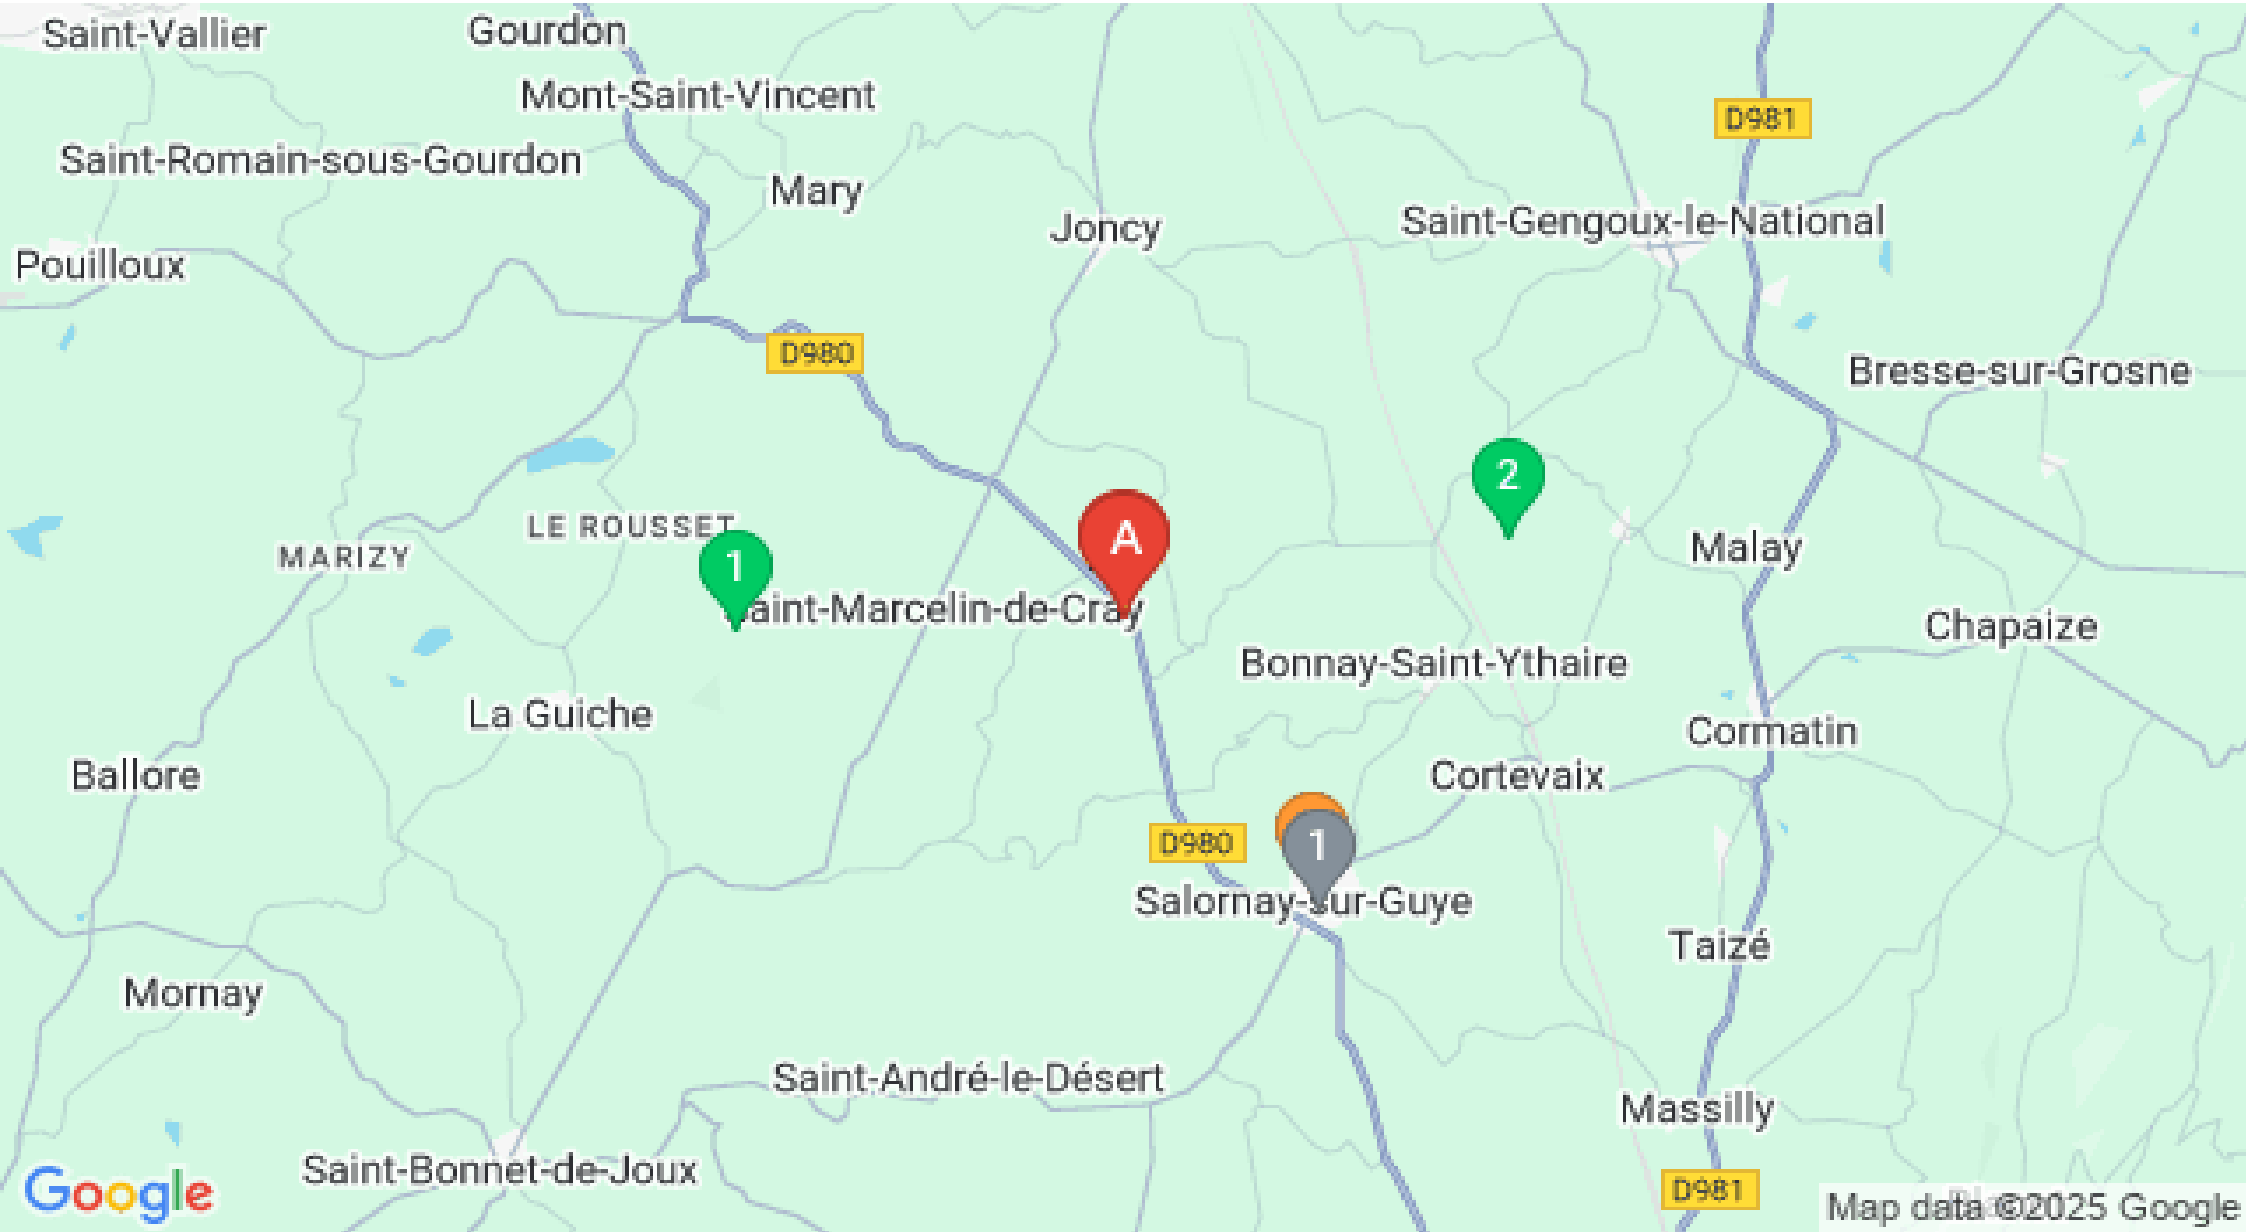 Saint-Vallier
Gourdon
Mont-Saint-Vincent
D981
Saint-Romain-sous-Gourdon
Mary
Joncy
Saint-Gengoux-le-National
Pouilloux
D980
Bresse-sur-Grosne
2
LE ROUSSET
A
MARIZY
1
Malay
Saint-Marcelin-de-Cray
Chapaize
Bonnay-Saint-Ythaire
La Guiche
Cormatin
Ballore
Cortevaix
D980
1
Salornay-sur-Guye
Taizé
Mornay
Saint-André-le-Désert
Massilly
Saint-Bonnet-de-Joux
D981
Google
Map data ©2025 Google